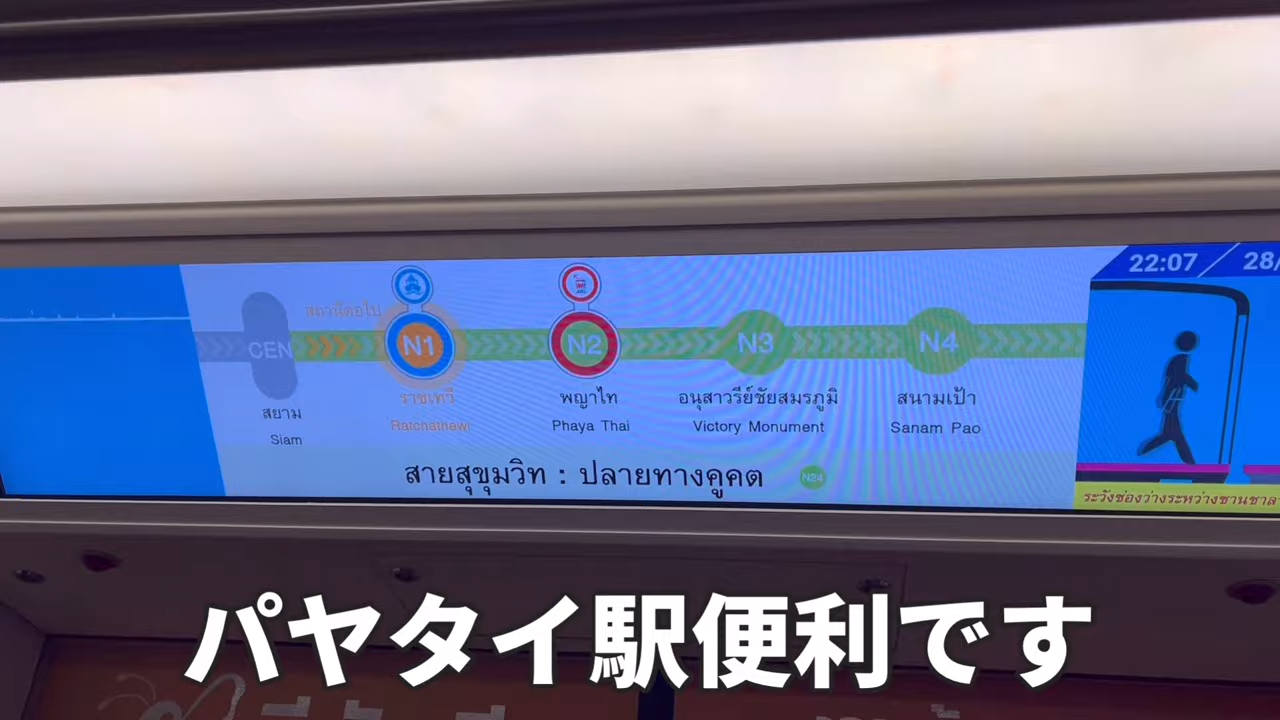 22:07
28/
สถานีต่อไป
CEN
N1
N2
N3
N4
สยาม
ราชเทวี
พญาไท
อนุสาวรีย์ชัยสมรภูมิ
สนามเป้า
Siam
Ratchathewi
Phaya Thai
Victory Monument
Sanam Pao
สายสุขุมวิท : ปลายทางคูคต
N24
ระวังช่องว่างระหว่างชานชาลา
パヤタイ駅便利です